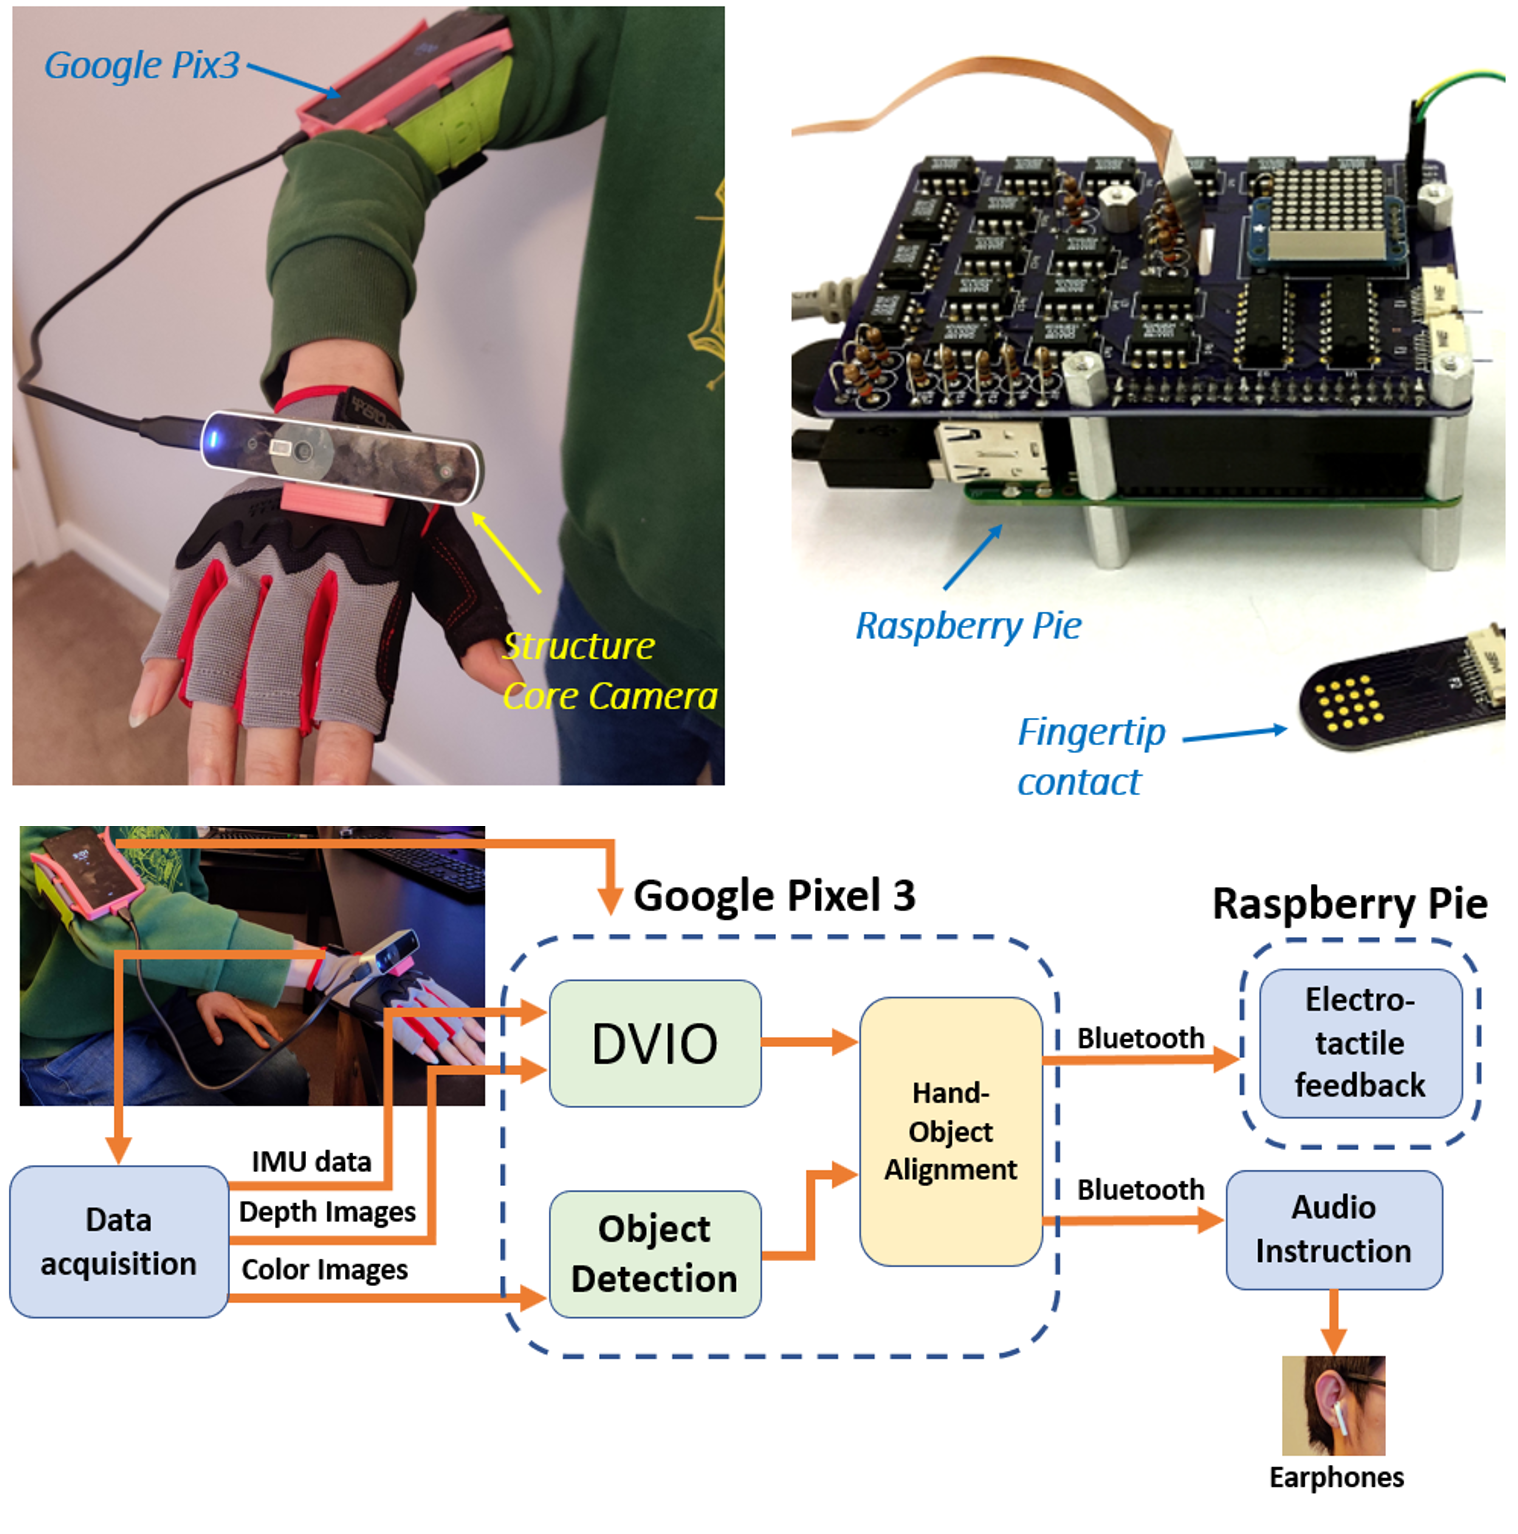 Google Pix3
Structure
Core Camera
Raspberry Pie
Fingertip
contact
Google Pixel 3
Raspberry Pie
DVIO
Hand-
Object
Alignment
Bluetooth
Electro-
tactile
feedback
IMU data
Depth Images
Color Images
Data
acquisition
Object
Detection
Bluetooth
Audio
Instruction
Earphones